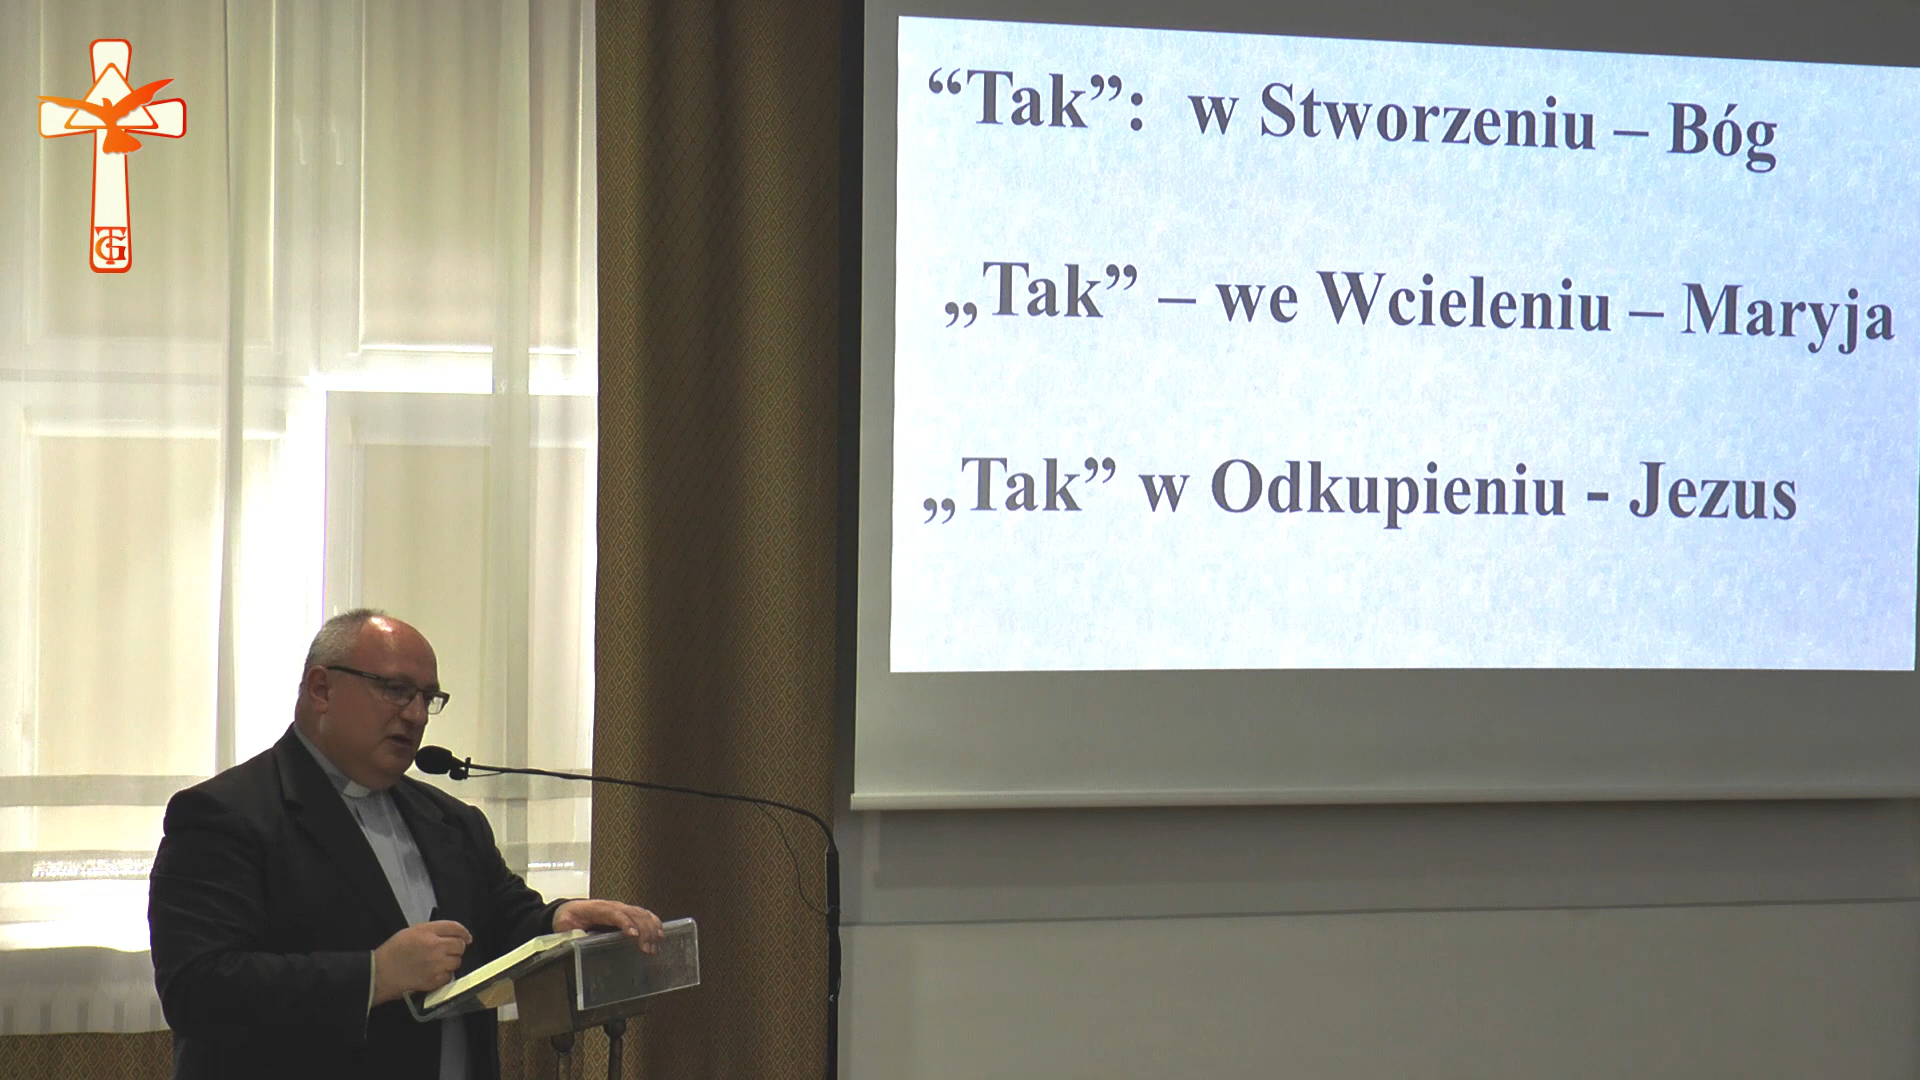 “Tak”: w Stworzeniu – Bóg
„Tak” – we Wcieleniu – Maryja
„Tak” w Odkupieniu - Jezus